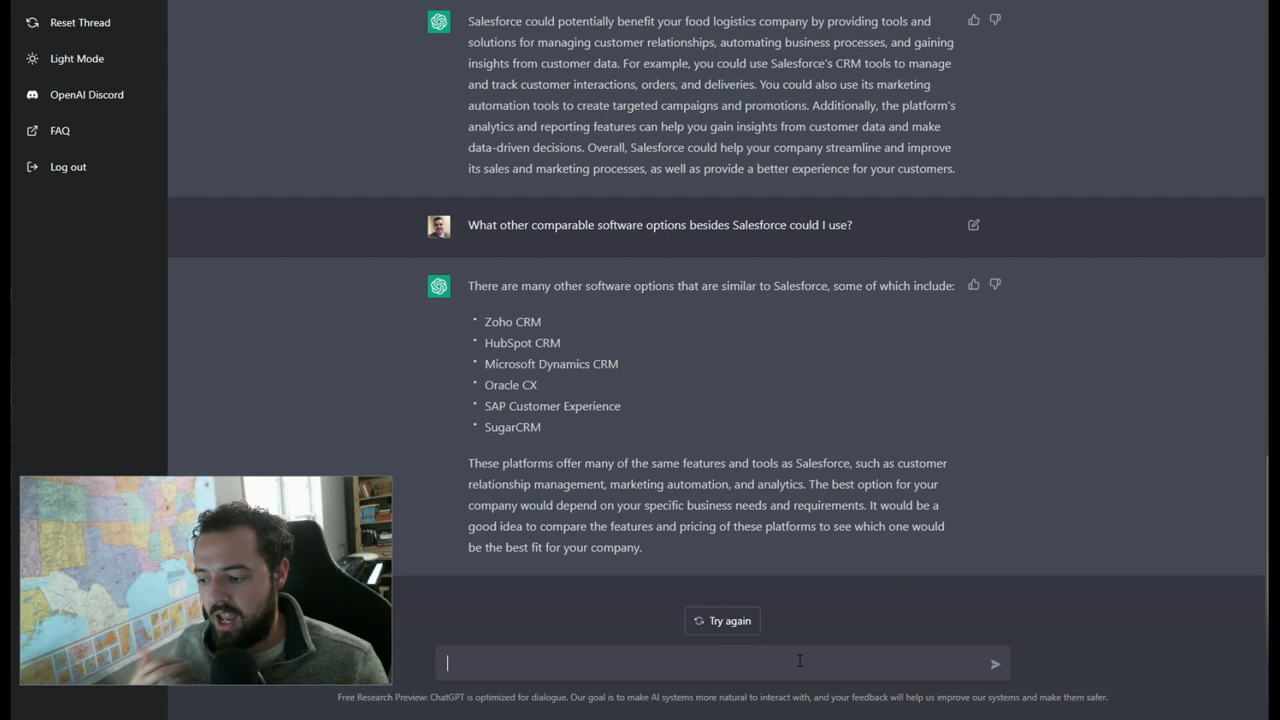 Reset Thread
Light Mode
OpenAI Discord
FAQ
Log out
Salesforce could potentially benefit your food logistics company by providing tools and
solutions for managing customer relationships, automating business processes, and gaining
insights from customer data. For example, you could use Salesforce's CRM tools to manage
and track customer interactions, orders, and deliveries. You could also use its marketing
automation tools to create targeted campaigns and promotions. Additionally, the platform's
analytics and reporting features can help you gain insights from customer data and make
data-driven decisions. Overall, Salesforce could help your company streamline and improve
its sales and marketing processes, as well as provide a better experience for your customers.
What other comparable software options besides Salesforce could I use?
There are many other software options that are similar to Salesforce, some of which include:
• Zoho CRM
• HubSpot CRM
• Microsoft Dynamics CRM
• Oracle CX
• SAP Customer Experience
• SugarCRM
These platforms offer many of the same features and tools as Salesforce, such as customer
relationship management, marketing automation, and analytics. The best option for your
company would depend on your specific business needs and requirements. It would be a
good idea to compare the features and pricing of these platforms to see which one would
be the best fit for your company.
Try again
Free Research Preview: ChatGPT is optimized for dialogue. Our goal is to make AI systems more natural to interact with, and your feedback will help us improve our systems and make them safer.